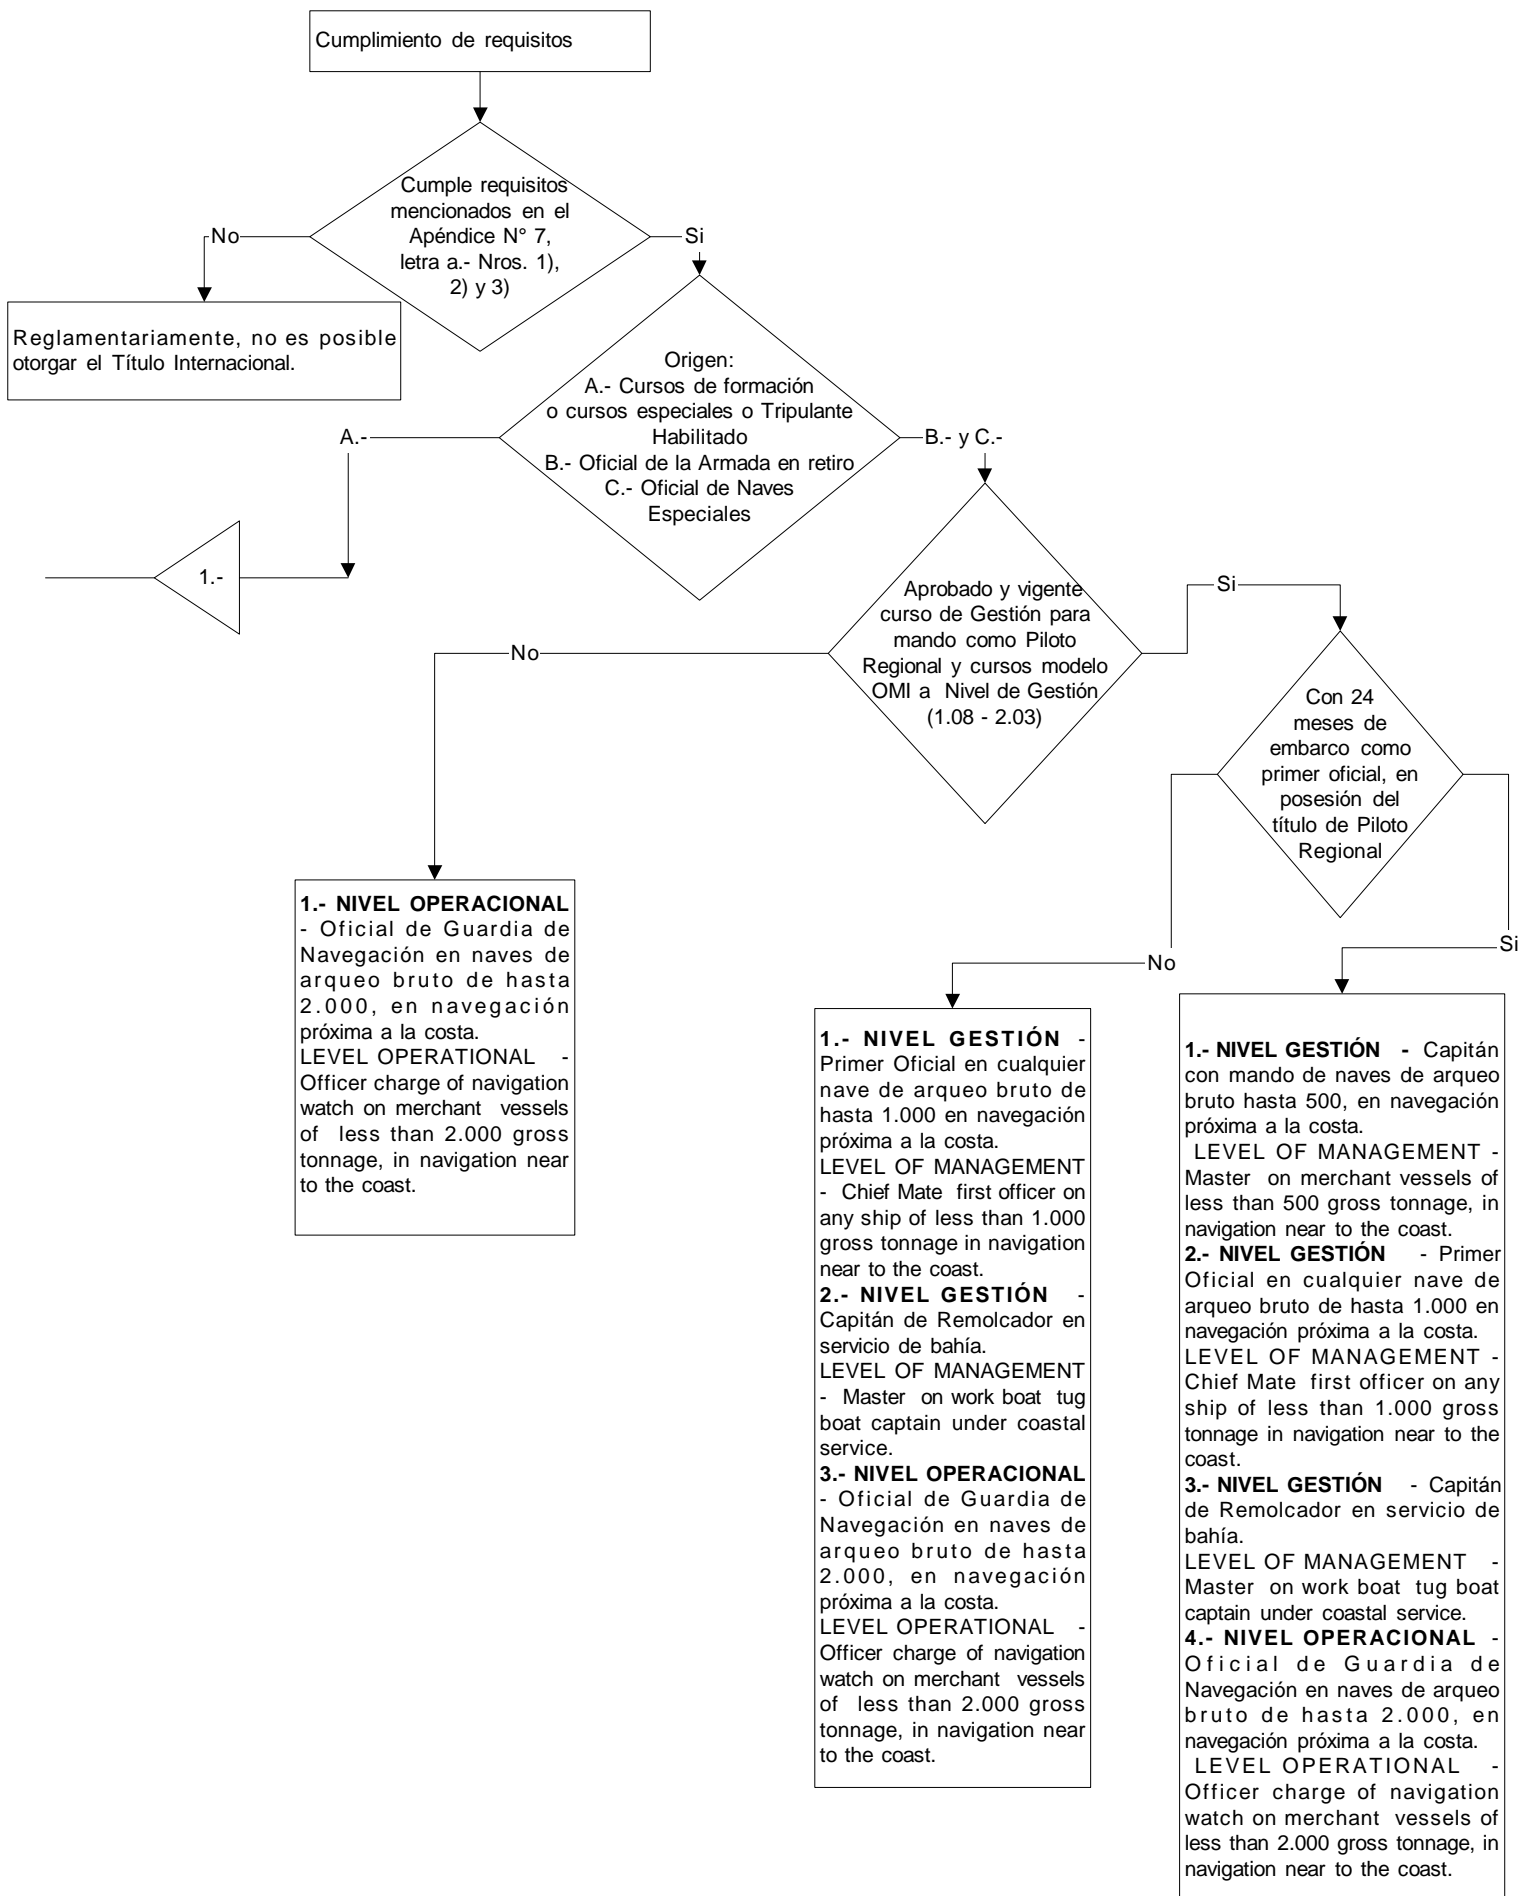 Cumplimiento de requisitos
Cumple requisitos
mencionados en el
Apéndice N° 7,
letra a.- Nros. 1),
2) y 3)
No
Si
Reglamentariamente, no es posible
otorgar el Título Internacional.
Origen:
A.- Cursos de formación
o cursos especiales o Tripulante
Habilitado
B.- Oficial de la Armada en retiro
C.- Oficial de Naves
Especiales
A.-
B.- y C.-
1.-
Aprobado y vigente
curso de Gestión para
mando como Piloto
Regional y cursos modelo
OMI a Nivel de Gestión
(1.08 - 2.03)
No
Si
Con 24
meses de
embarco como
primer oficial, en
posesión del
título de Piloto
Regional
No
Si
1.- NIVEL OPERACIONAL
- Oficial de Guardia de
Navegación en naves de
arqueo bruto de hasta
2.000, en navegación
próxima a la costa.
LEVEL OPERATIONAL -
Officer charge of navigation
watch on merchant vessels
of less than 2.000 gross
tonnage, in navigation near
to the coast.
1.- NIVEL GESTIÓN -
Primer Oficial en cualquier
nave de arqueo bruto de
hasta 1.000 en navegación
próxima a la costa.
LEVEL OF MANAGEMENT
- Chief Mate first officer on
any ship of less than 1.000
gross tonnage in navigation
near to the coast.
2.- NIVEL GESTIÓN -
Capitán de Remolcador en
servicio de bahía.
LEVEL OF MANAGEMENT
- Master on work boat tug
boat captain under coastal
service.
3.- NIVEL OPERACIONAL
- Oficial de Guardia de
Navegación en naves de
arqueo bruto de hasta
2.000, en navegación
próxima a la costa.
LEVEL OPERATIONAL -
Officer charge of navigation
watch on merchant vessels
of less than 2.000 gross
tonnage, in navigation near
to the coast.
1.- NIVEL GESTIÓN - Capitán
con mando de naves de arqueo
bruto hasta 500, en navegación
próxima a la costa.
LEVEL OF MANAGEMENT -
Master on merchant vessels of
less than 500 gross tonnage, in
navigation near to the coast.
2.- NIVEL GESTIÓN - Primer
Oficial en cualquier nave de
arqueo bruto de hasta 1.000 en
navegación próxima a la costa.
LEVEL OF MANAGEMENT -
Chief Mate first officer on any
ship of less than 1.000 gross
tonnage in navigation near to the
coast.
3.- NIVEL GESTIÓN - Capitán
de Remolcador en servicio de
bahía.
LEVEL OF MANAGEMENT -
Master on work boat tug boat
captain under coastal service.
4.- NIVEL OPERACIONAL -
Oficial de Guardia de
Navegación en naves de arqueo
bruto de hasta 2.000, en
navegación próxima a la costa.
LEVEL OPERATIONAL -
Officer charge of navigation
watch on merchant vessels of
less than 2.000 gross tonnage, in
navigation near to the coast.